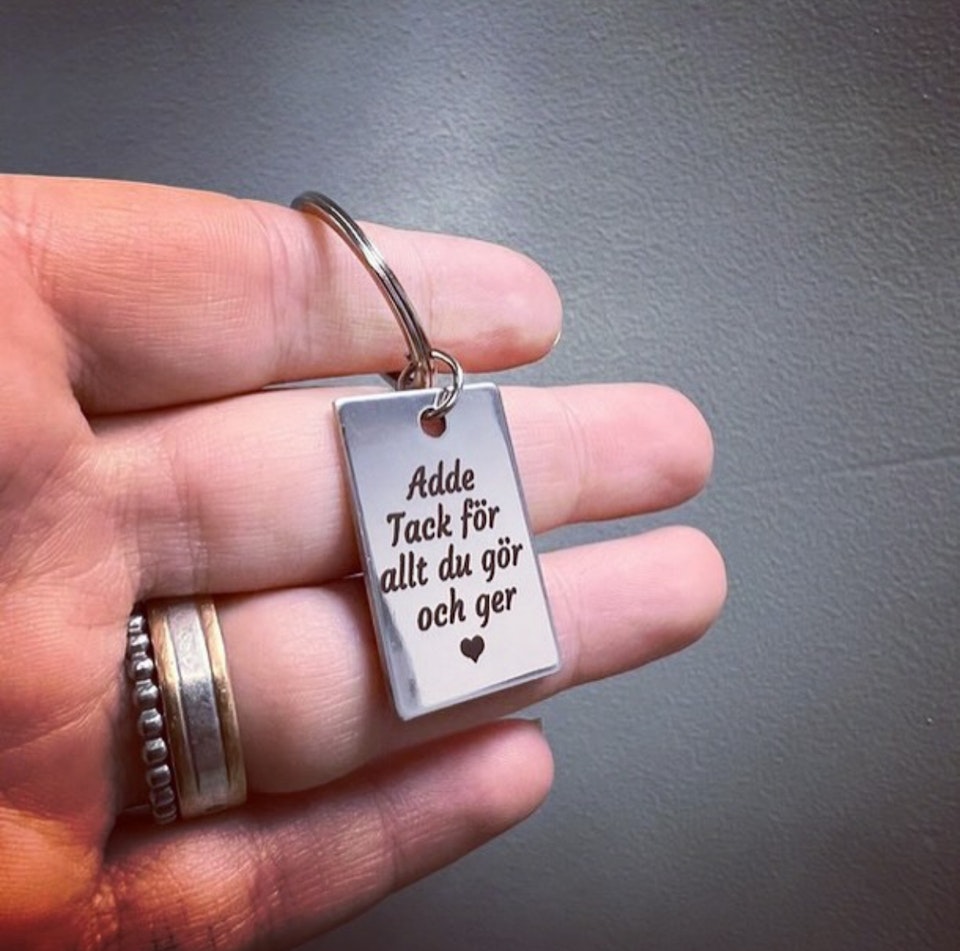 Adde
Tack för
allt du gör
och ger